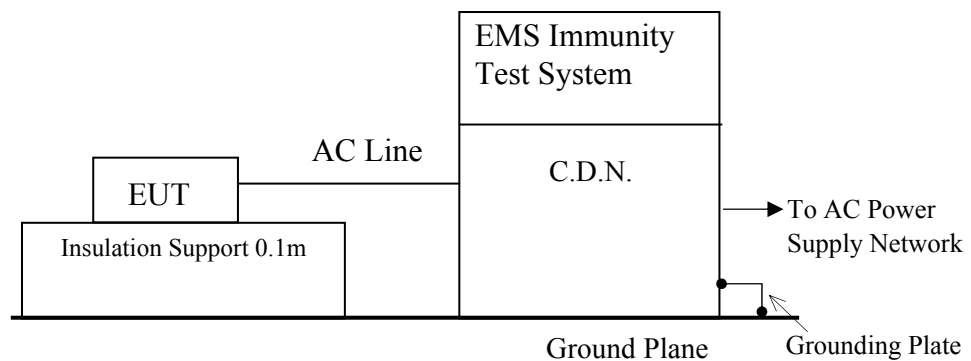 EMS Immunity
Test System
AC Line
C.D.N.
EUT
To AC Power
Supply Network
Insulation Support 0.1m
Ground Plane
Grounding Plate